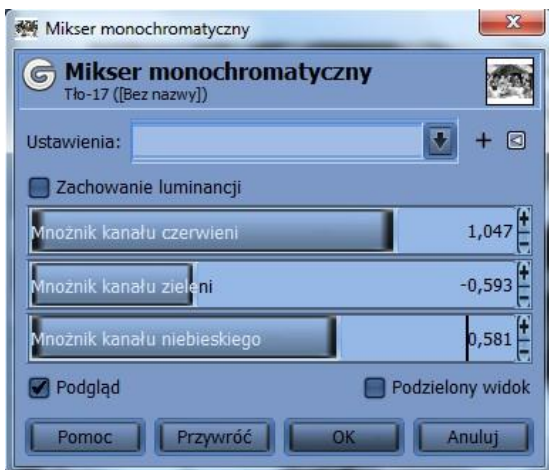 Mikser monochromatyczny
Mikser monochromatyczny
Tło-17 ([Bez nazwy])
Ustawienia:
Zachowanie luminancji
Mnożnik kanału czerwieni 1,047
Mnożnik kanału zieleni -0,593
Mnożnik kanału niebieskiego 0,581
Podgląd Podzielony widok
Pomoc Przywróć OK Anuluj